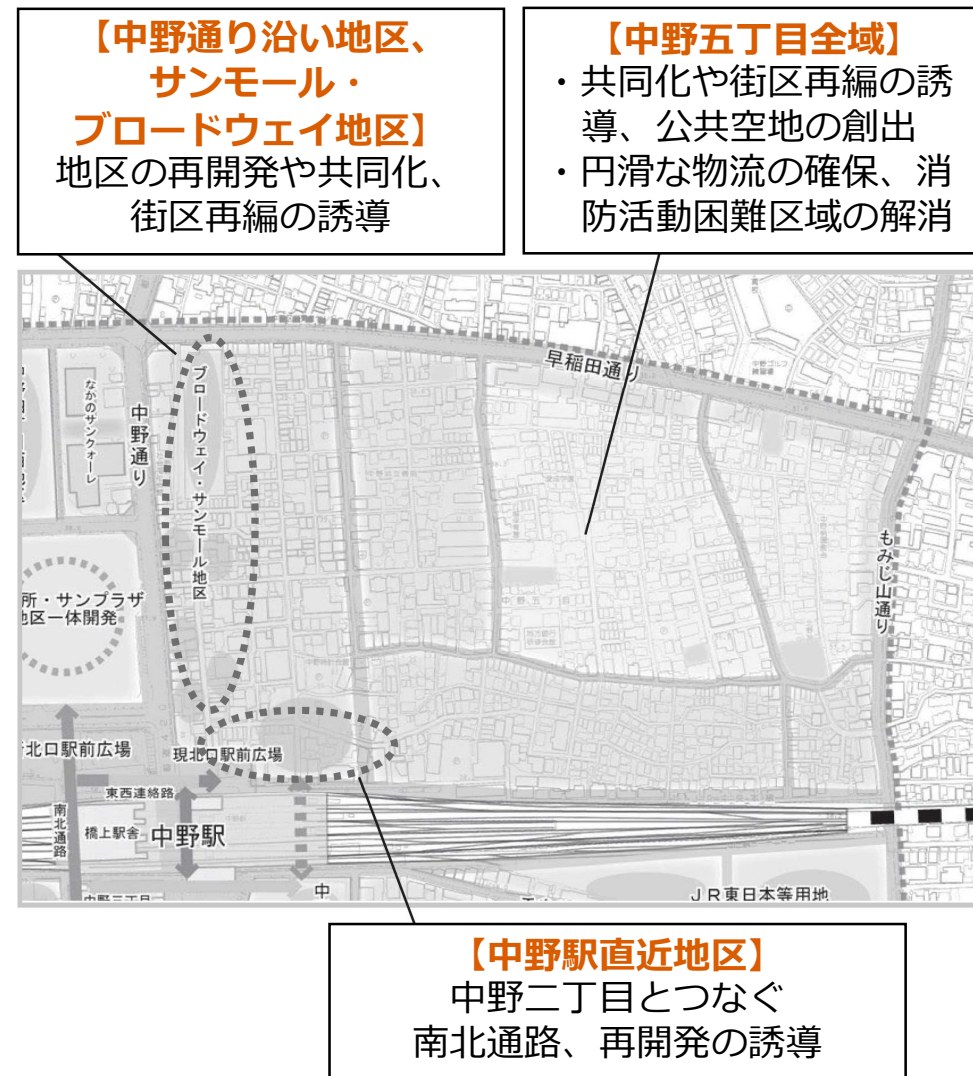 【中野通り沿い地区、
サンモール・
ブロードウェイ地区】
地区の再開発や共同化、
街区再編の誘導
【中野五丁目全域】
・共同化や街区再編の誘
導、公共空地の創出
・円滑な物流の確保、消
防活動困難区域の解消
早稲田通り
なかのサンクォーレ
中野通り
ブロードウェイ・サンモール地区
もみじ山通り
所・サンプラザ
地区一体開発
北口駅前広場
現北口駅前広場
東西連絡路
南北通路
橋上駅舎
中野駅
中
JR東日本等用地
【中野駅直近地区】
中野二丁目とつなぐ
南北通路、再開発の誘導